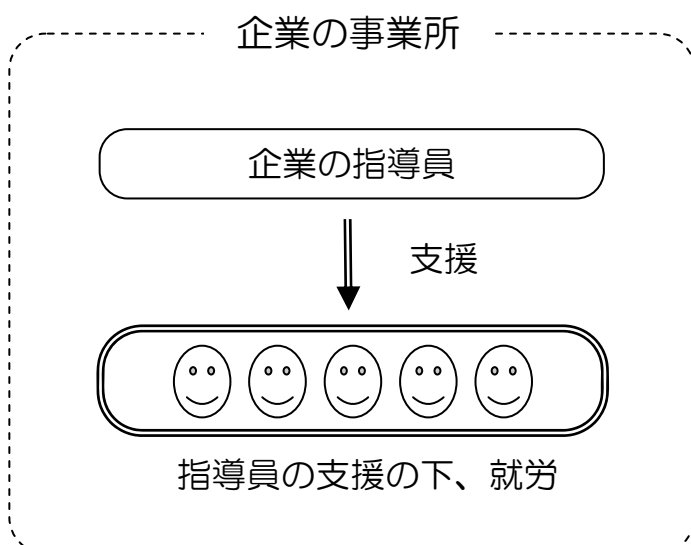 企業の事業所
企業の指導員
支援
指導員の支援の下、就労